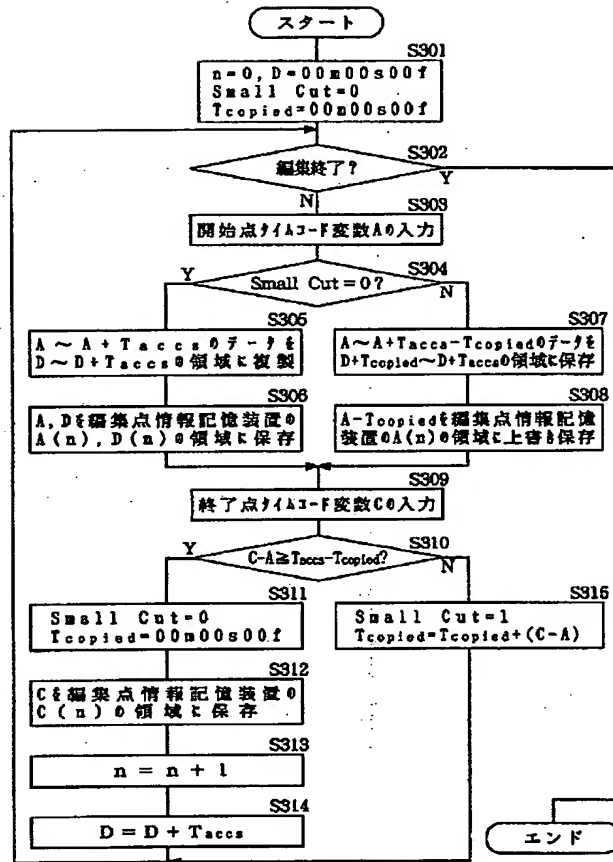 スタート
S301
n=0, D=00m00s00f
Small Cut=0
Tcopied=00m00s00f
S302
編集終了?
Y
N
S303
開始点タイムコード変数Aの入力
S304
Y
Small Cut=0?
N
S305
A～A+Taccsのデータを
D～D+Taccsの領域に複製
S307
A～A+Taccs-Tcopiedのデータを
D+Tcopied～D+Taccsの領域に保存
S306
A, Dを編集点情報記憶装置の
A(n), D(n)の領域に保存
S308
A-Tcopiedを編集点情報記憶
装置のA(n)の領域に上書き保存
S309
終了点タイムコード変数Cの入力
S310
Y
C-A≧Taccs-Tcopied?
N
S311
Small Cut=0
Tcopied=00m00s00f
S315
Small Cut=1
Tcopied=Tcopied+(C-A)
S312
Cを編集点情報記憶装置の
C(n)の領域に保存
S313
n=n+1
S314
D=D+Taccs
エンド